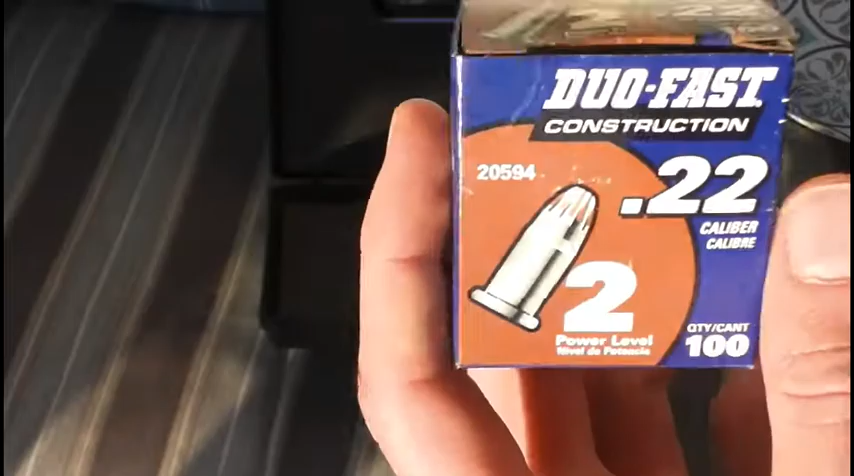 DUO-FAST.
CONSTRUCTION
20594
.22
CALIBER
CALIBRE
2
Power Level
Nivel de Potencia
QTY/CANT
100